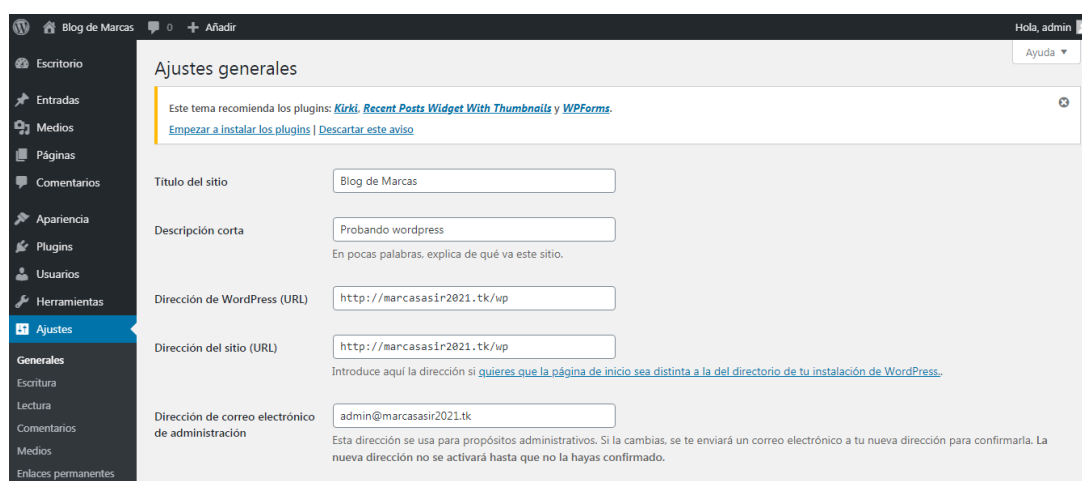 Blog de Marcas 0 + Añadir Hola, admin
Ayuda ▼
Escritorio
Entradas
Medios
Páginas
Comentarios
Apariencia
Plugins
Usuarios
Herramientas
Ajustes
Generales
Escritura
Lectura
Comentarios
Medios
Enlaces permanentes
Ajustes generales
Este tema recomienda los plugins: Kirki, Recent Posts Widget With Thumbnails y WPForms.
Empezar a instalar los plugins | Descartar este aviso
Título del sitio Blog de Marcas
Descripción corta Probando wordpress
En pocas palabras, explica de qué va este sitio.
Dirección de WordPress (URL) http://marcasasir2021.tk/wp
Dirección del sitio (URL) http://marcasasir2021.tk/wp
Introduce aquí la dirección si quieres que la página de inicio sea distinta a la del directorio de tu instalación de WordPress..
Dirección de correo electrónico
de administración
admin@marcasasir2021.tk
Esta dirección se usa para propósitos administrativos. Si la cambias, se te enviará un correo electrónico a tu nueva dirección para confirmarla. La
nueva dirección no se activará hasta que no la hayas confirmado.